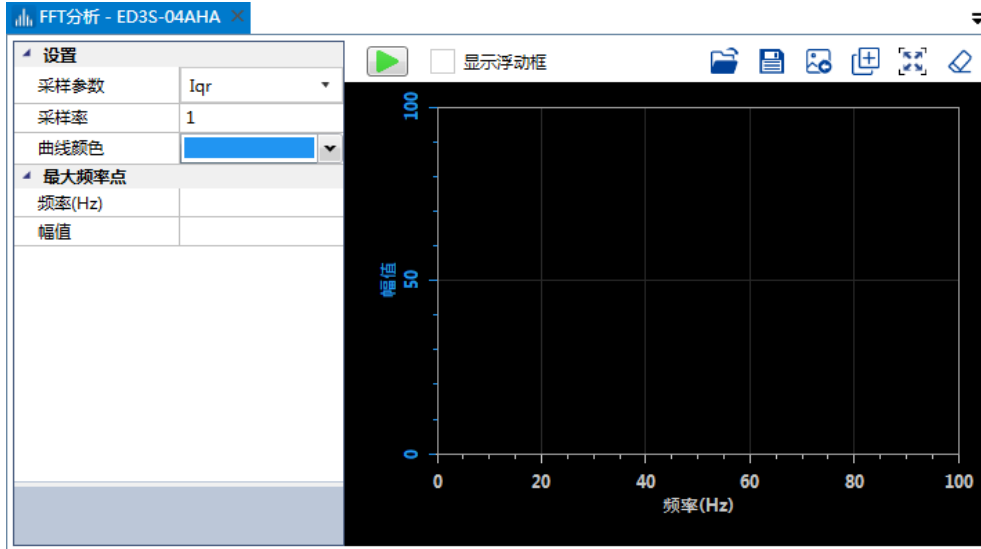 FFT分析 - ED3S-04AHA
设置
采样参数 Iqr
采样率 1
曲线颜色
最大频率点
频率(Hz)
幅值
显示浮动框
100
幅值
50
0
0 20 40 60 80 100
频率(Hz)